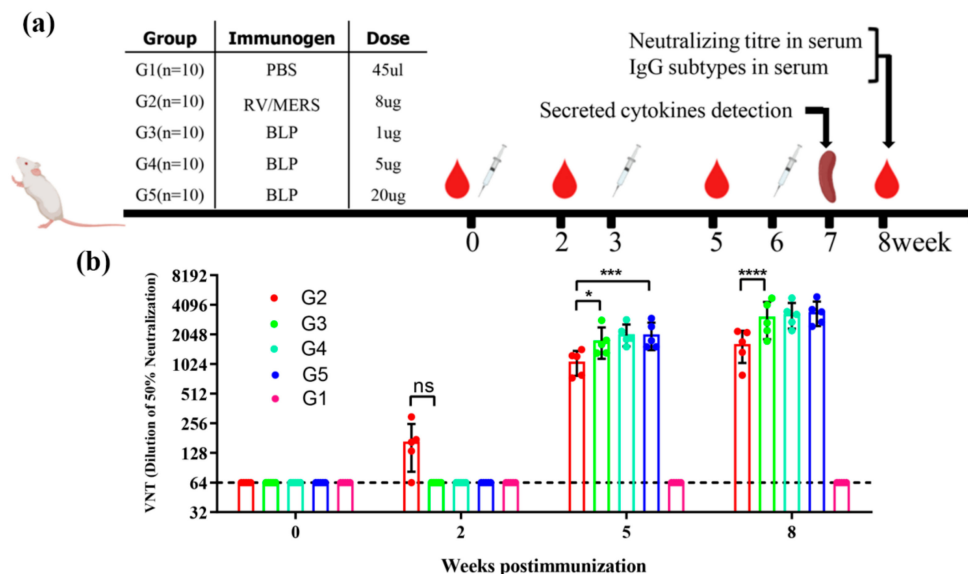 (a)
Group Immunogen Dose
G1(n=10) PBS 45ul
G2(n=10) RV/MERS 8ug
G3(n=10) BLP 1ug
G4(n=10) BLP 5ug
G5(n=10) BLP 20ug
Neutralizing titre in serum
IgG subtypes in serum
Secreted cytokines detection
0 2 3 5 6 7 8week
(b)
VNT (Dilution of 50% Neutralization)
8192
4096
2048
1024
512
256
128
64
32
G2
G3
G4
G5
G1
ns
*
***
****
0 2 5 8
Weeks postimmunization